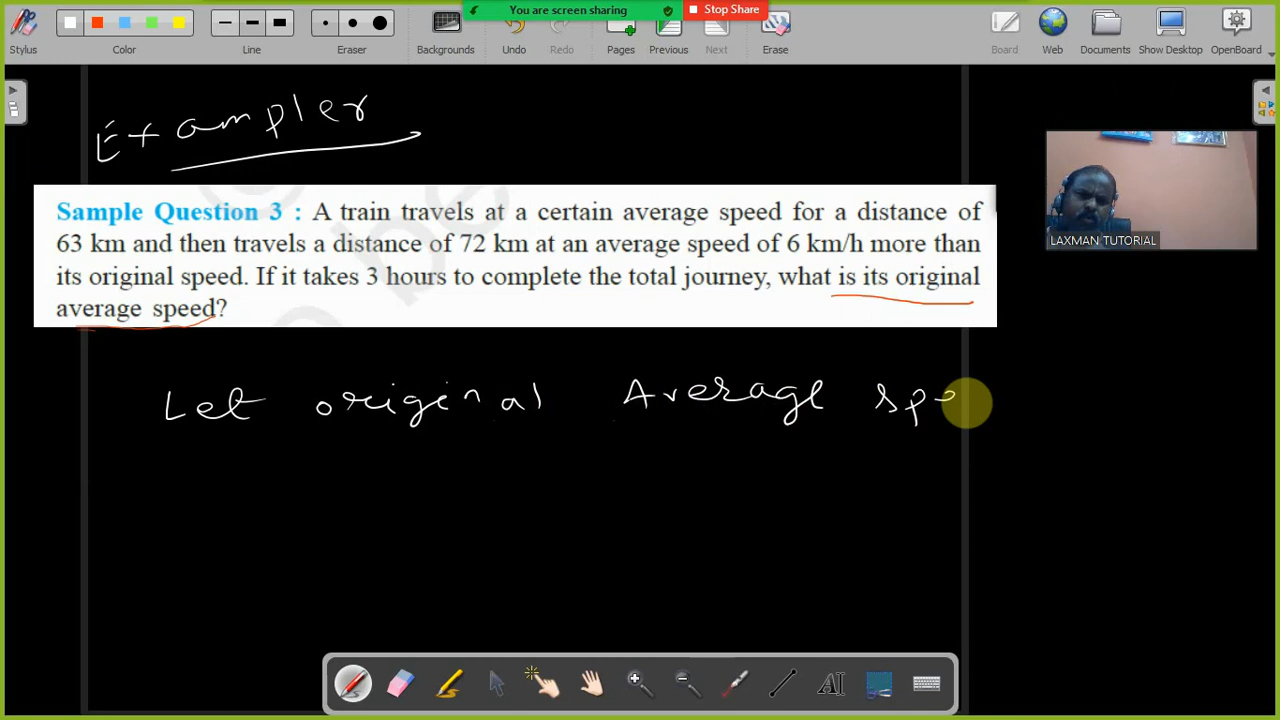 You are screen sharing
Stop Share
Stylus Color Line Eraser Backgrounds Undo Redo Pages Previous Next Erase Board Web Documents Show Desktop OpenBoard
Exampler
Sample Question 3 : A train travels at a certain average speed for a distance of
63 km and then travels a distance of 72 km at an average speed of 6 km/h more than
its original speed. If it takes 3 hours to complete the total journey, what is its original
average speed?
LAXMAN TUTORIAL
Let original Average spe